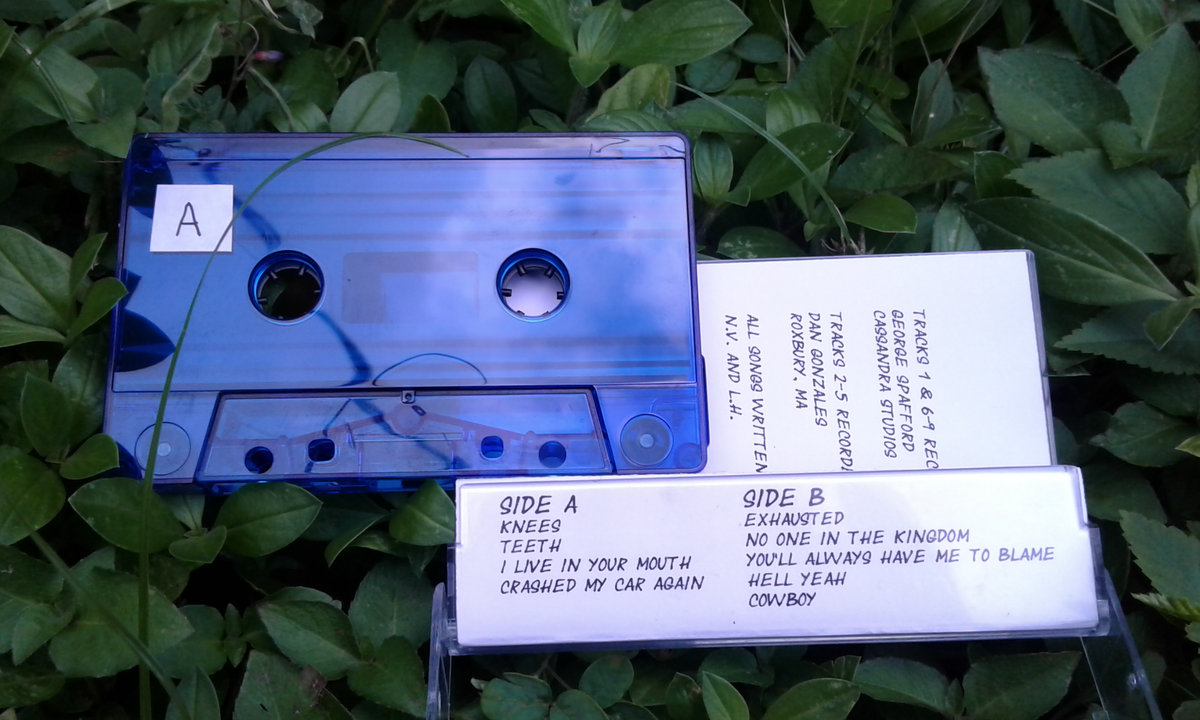 A
TRACKS 1 & 6-9 REC
GEORGE SPAFFORD
CASSANDRA STUDIOS
TRACKS 2-5 RECORD
DAN GONZALES
ROXBURY, MA
ALL SONGS WRITTEN
N.V. AND L.H.
SIDE A
KNEES
TEETH
I LIVE IN YOUR MOUTH
CRASHED MY CAR AGAIN
SIDE B
EXHAUSTED
NO ONE IN THE KINGDOM
YOU'LL ALWAYS HAVE ME TO BLAME
HELL YEAH
COWBOY